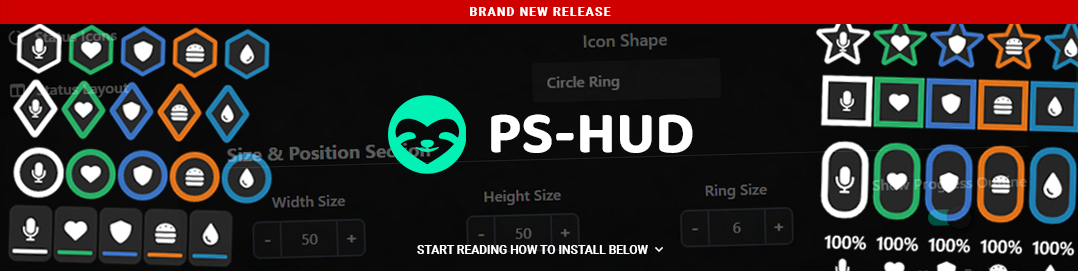 BRAND NEW RELEASE
Status Icons
Icon Shape
Circle Ring
Status Layout
PS-HUD
Size & Position Section
Show Progress Outline
Width Size
Height Size
Ring Size
- 50 +
- 50 +
- 6 +
START READING HOW TO INSTALL BELOW
100% 100% 100% 100% 100%